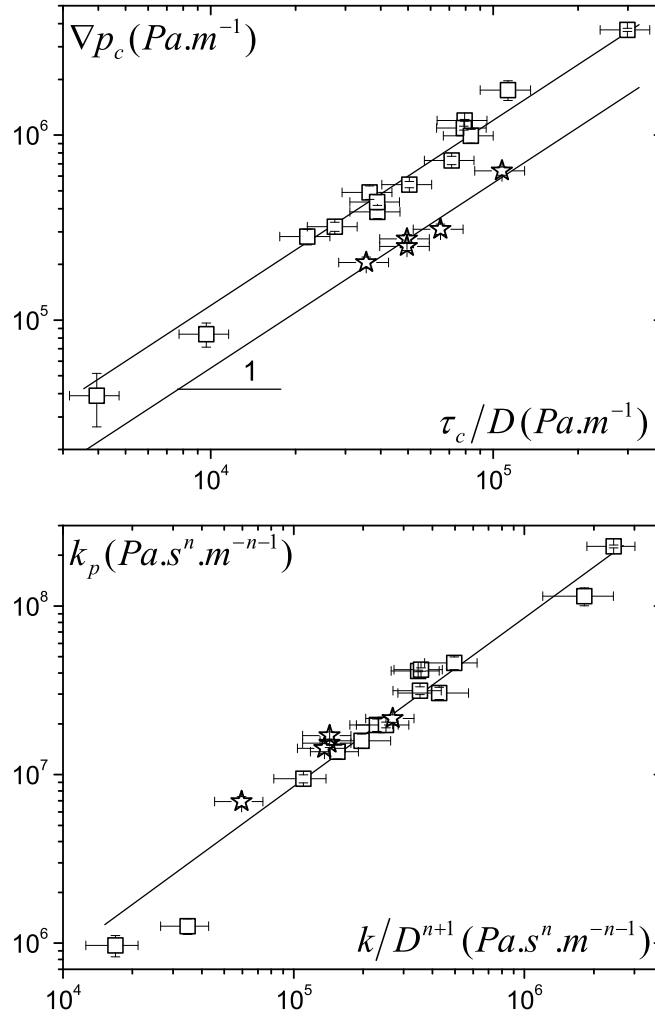 ∇p_c (Pa.m^{-1})
10^6
10^5
1
τ_c/D (Pa.m^{-1})
10^4 10^5
k_p (Pa.s^n.m^{-n-1})
10^8
10^7
10^6
k/D^{n+1} (Pa.s^n.m^{-n-1})
10^4 10^5 10^6